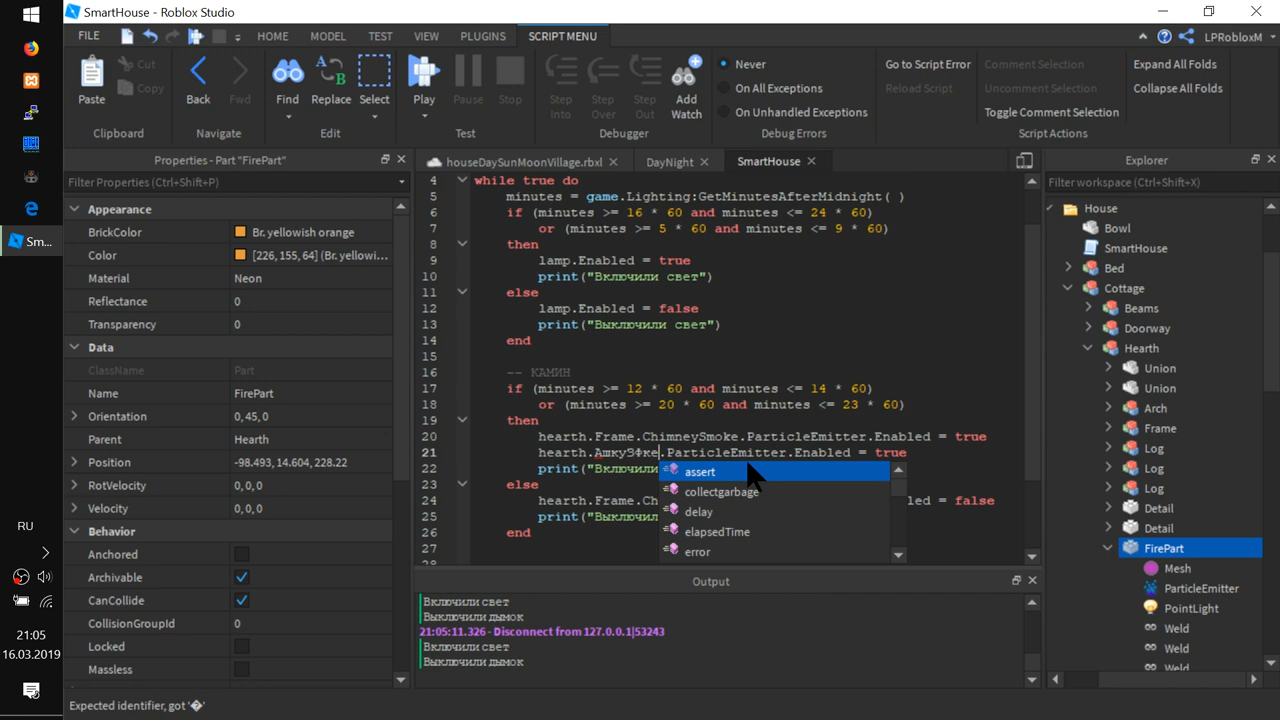 SmartHouse - Roblox Studio
FILE
HOME
MODEL
TEST
VIEW
PLUGINS
SCRIPT MENU
LPRobloxM
Paste
Cut
Copy
Clipboard
Back
Fwd
Navigate
Find
Replace
Select
Edit
Play
Pause
Stop
Test
Step Into
Step Over
Step Out
Add Watch
Debugger
Never
On All Exceptions
On Unhandled Exceptions
Debug Errors
Go to Script Error
Reload Script
Comment Selection
Uncomment Selection
Toggle Comment Selection
Expand All Folds
Collapse All Folds
Script Actions
Properties - Part "FirePart"
Filter Properties (Ctrl+Shift+P)
Appearance
BrickColor Br. yellowish orange
Color [226, 155, 64] (Br. yellowi...
Material Neon
Reflectance 0
Transparency 0
Data
ClassName Part
Name FirePart
Orientation 0, 45, 0
Parent Hearth
Position -98.493, 14.604, 228.22
RotVelocity 0, 0, 0
Velocity 0, 0, 0
Behavior
Anchored
Archivable
CanCollide
CollisionGroupId 0
Locked
Massless
houseDaySunMoonVillage.rbxl
DayNight
SmartHouse
4 while true do
5 minutes = game.Lighting:GetMinutesAfterMidnight( )
6 if (minutes >= 16 * 60 and minutes <= 24 * 60)
7 or (minutes >= 5 * 60 and minutes <= 9 * 60)
8 then
9 lamp.Enabled = true
10 print("Включили свет")
11 else
12 lamp.Enabled = false
13 print("Выключили свет")
14 end
15
16 -- КАМИН
17 if (minutes >= 12 * 60 and minutes <= 14 * 60)
18 or (minutes >= 20 * 60 and minutes <= 23 * 60)
19 then
20 hearth.Frame.ChimneySmoke.ParticleEmitter.Enabled = true
21 hearth.АшкуЗФке.ParticleEmitter.Enabled = true
22 print("Включили
23 else
24 hearth.Frame.Ch led = false
25 print("Выключил
26 end
27
28
assert
collectgarbage
delay
elapsedTime
error
Output
Включили свет
Выключили дымок
21:05:11.326 - Disconnect from 127.0.0.1|53243
Включили свет
Выключили дымок
Explorer
Filter workspace (Ctrl+Shift+X)
House
Bowl
SmartHouse
Bed
Cottage
Beams
Doorway
Hearth
Union
Union
Arch
Frame
Log
Log
Log
Detail
Detail
FirePart
Mesh
ParticleEmitter
PointLight
Weld
Weld
Weld
Sm...
RU
21:05
16.03.2019
Expected identifier, got '�'